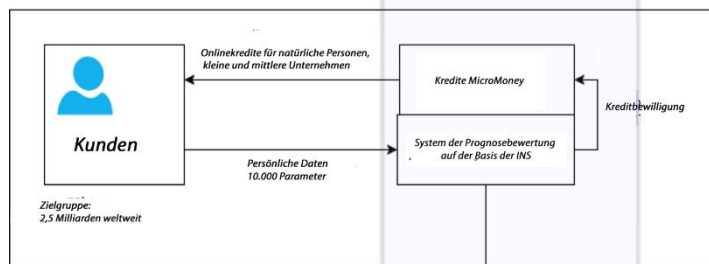 Onlinekredite für natürliche Personen,
kleine und mittlere Unternehmen
Kredite MicroMoney
Kreditbewilligung
Kunden
System der Prognosebewertung
auf der Basis der INS
Persönliche Daten
10.000 Parameter
Zielgruppe:
2,5 Milliarden weltweit